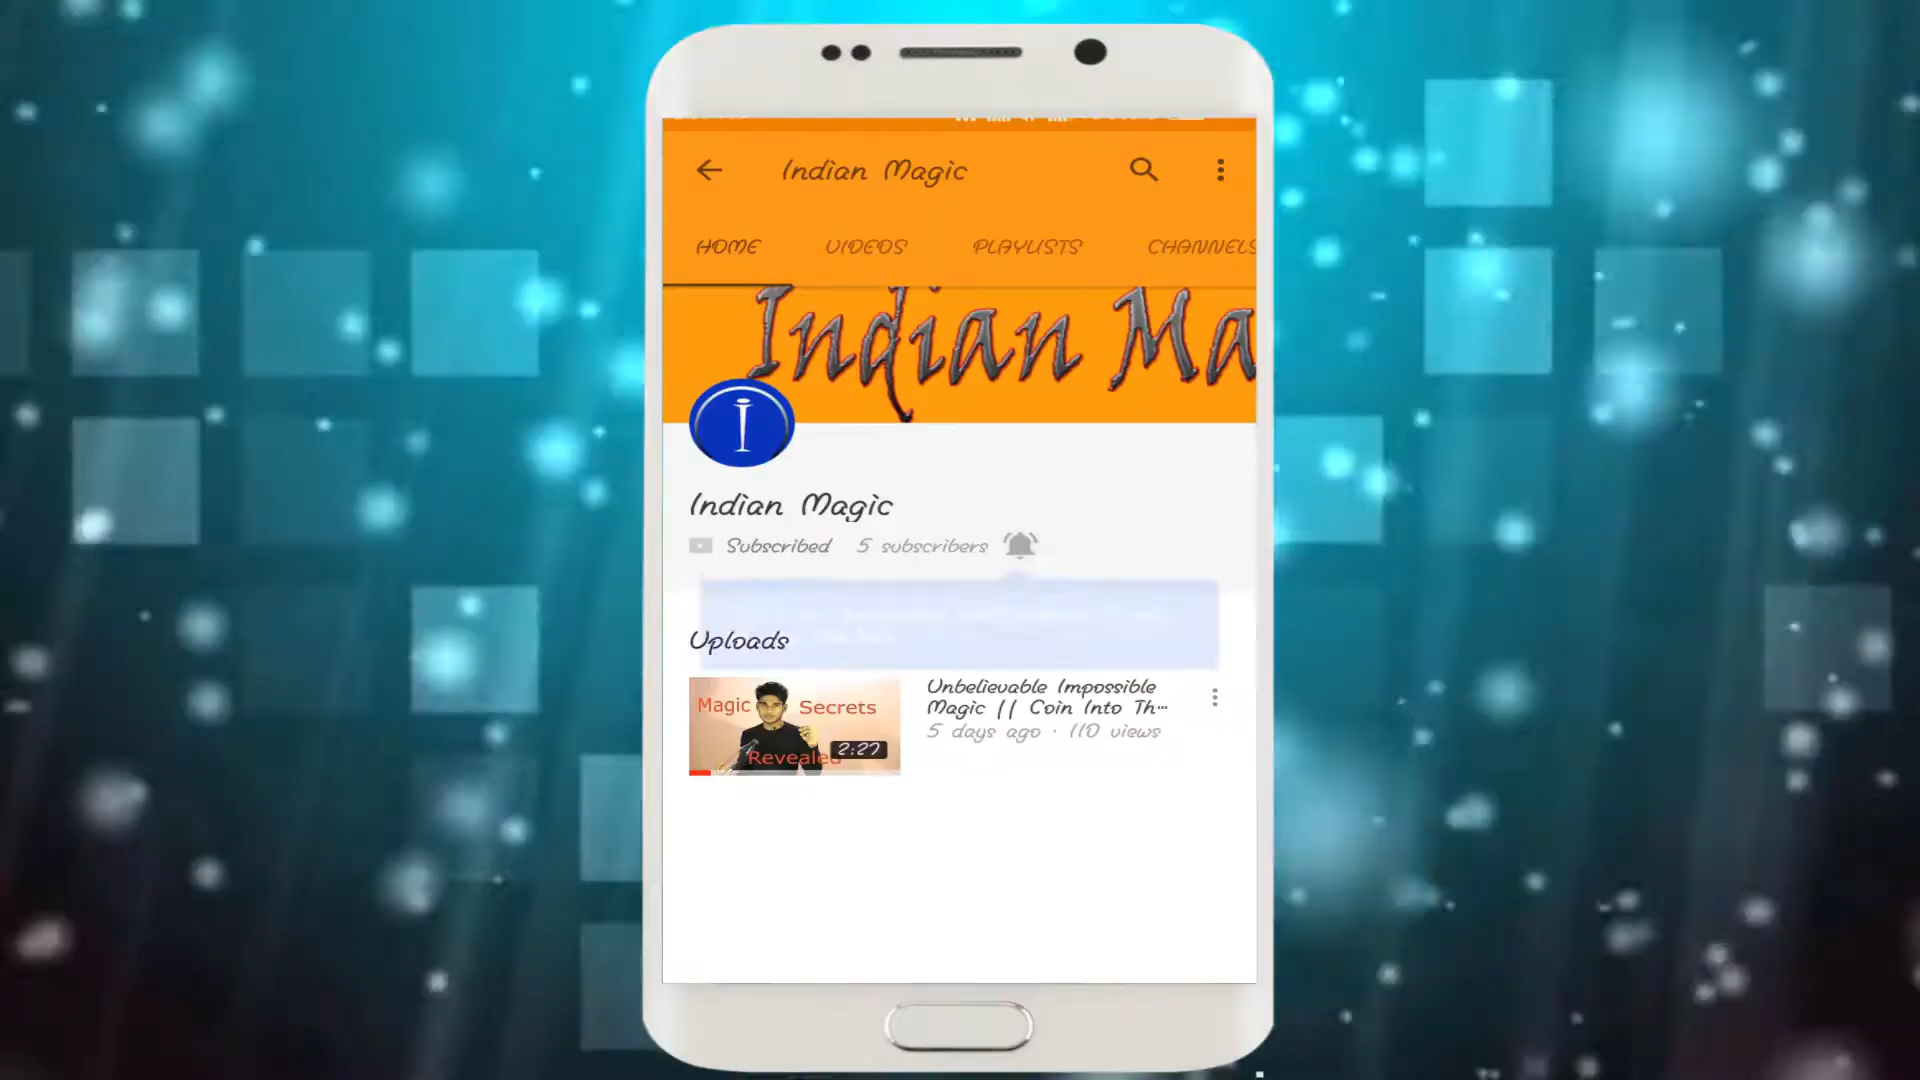 Indian Magic
HOME VIDEOS PLAYLISTS CHANNELS
Indian Ma
Indian Magic
Subscribed 5 subscribers
Uploads
Magic Secrets
Revealed
2:27
Unbelievable Impossible
Magic || Coin Into Th...
5 days ago · 110 views